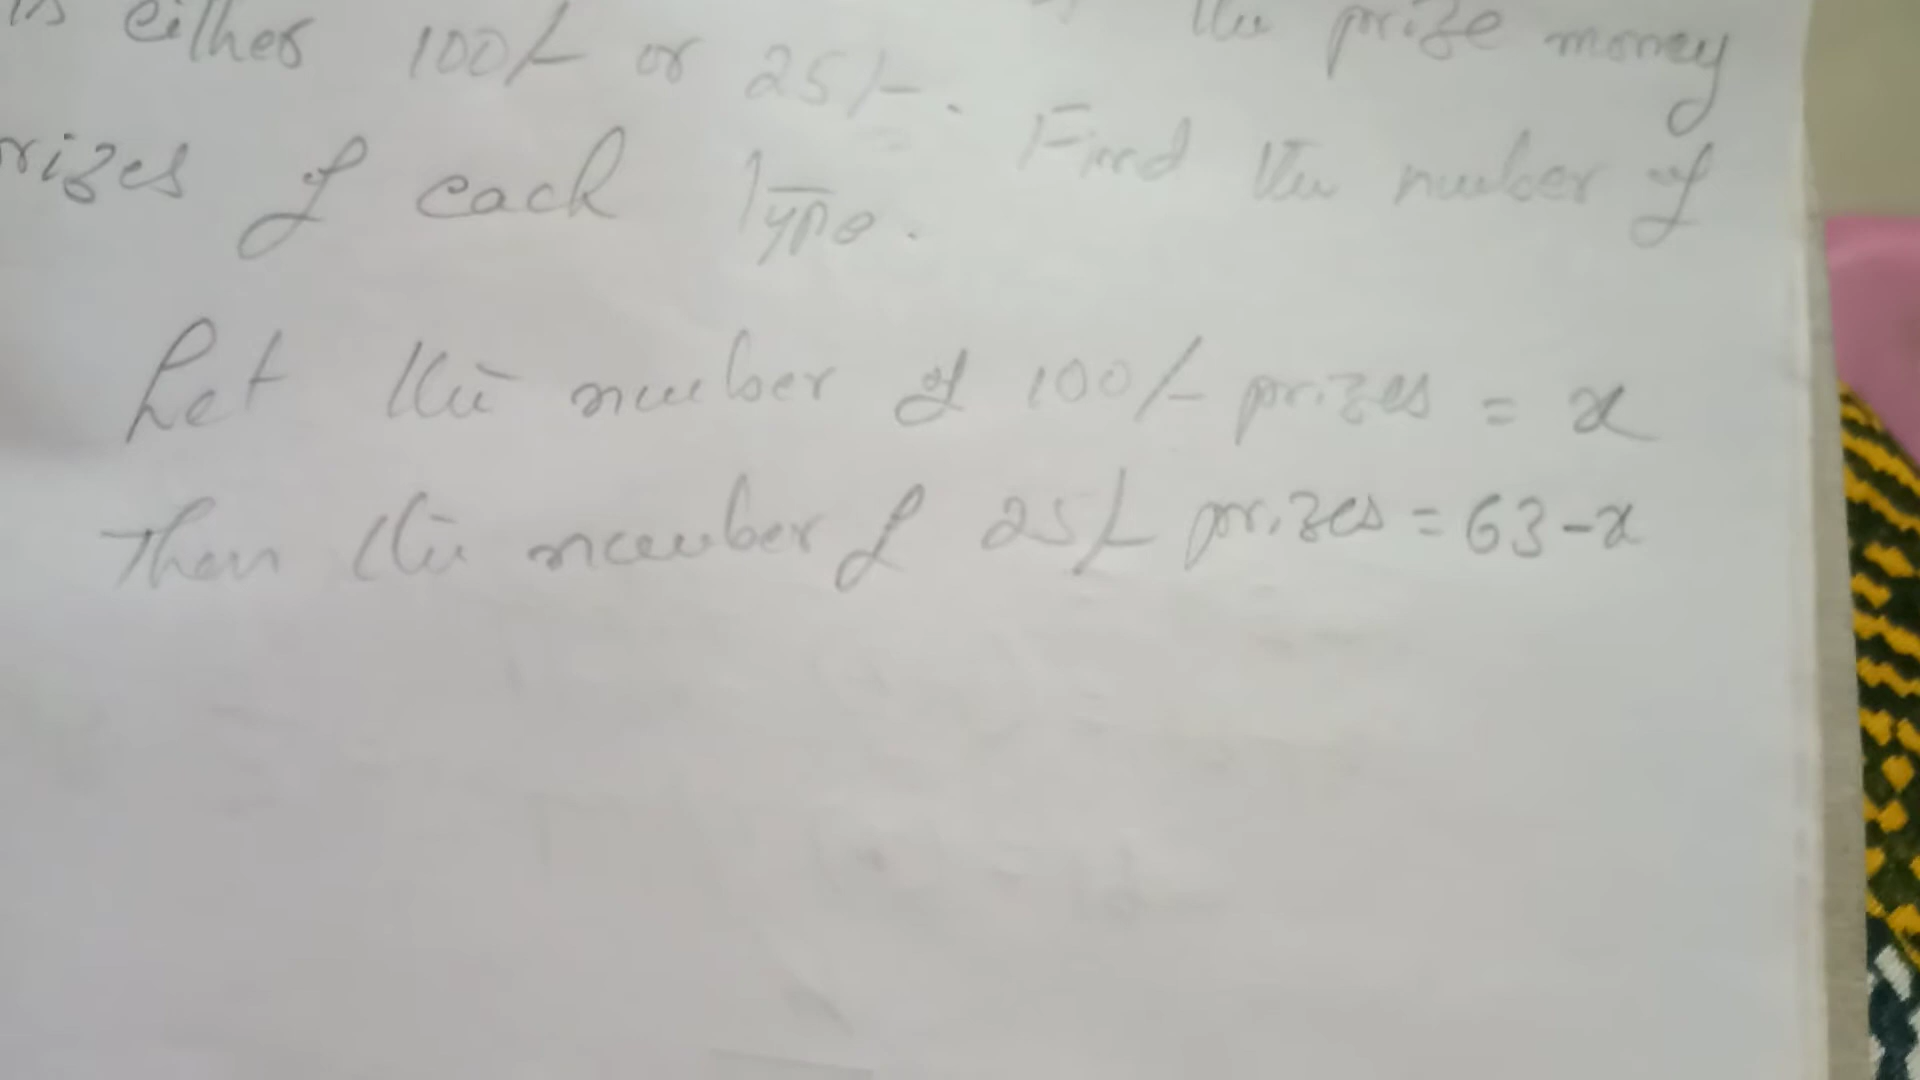 is either 100/- or 25/-. the prize money
rizes of each Type. Find the number of
Let the number of 100/- prizes = x
Then the number of 25/- prizes = 63-x